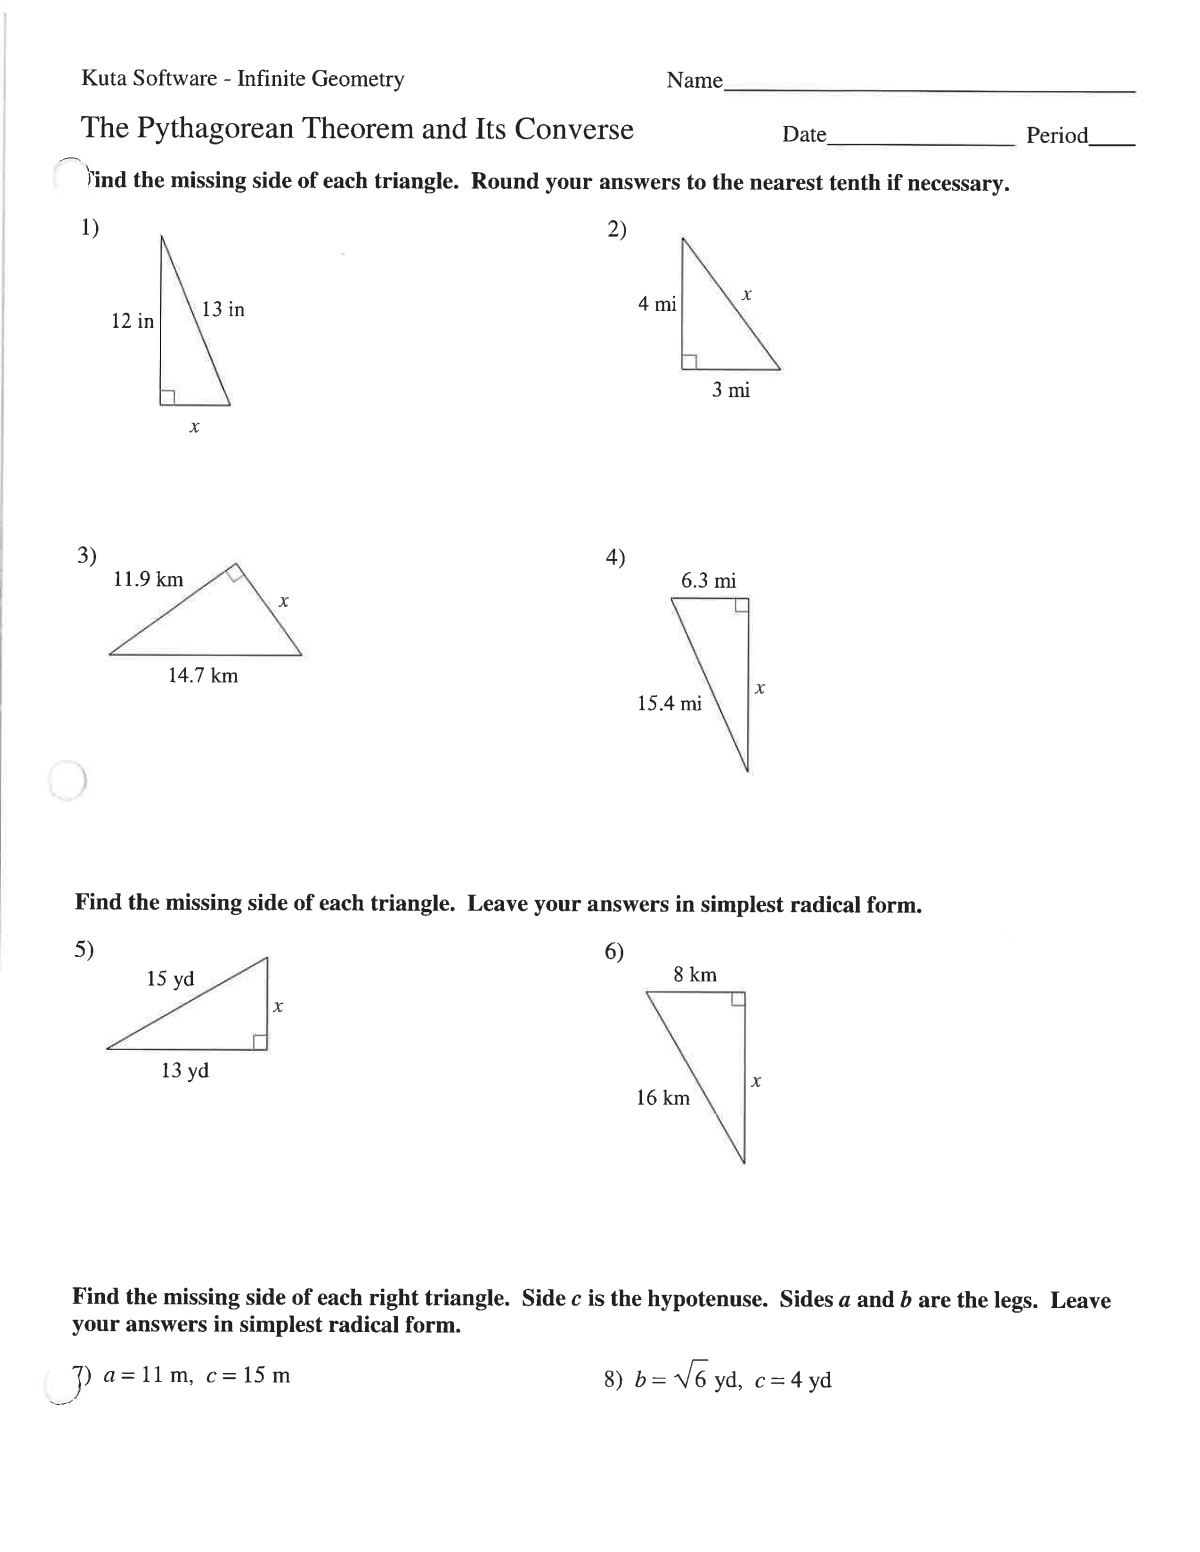 Kuta Software - Infinite Geometry
Name
The Pythagorean Theorem and Its Converse
Date Period
Find the missing side of each triangle. Round your answers to the nearest tenth if necessary.
1)
12 in
13 in
x
2)
4 mi
x
3 mi
3)
11.9 km
x
14.7 km
4)
6.3 mi
15.4 mi
x
Find the missing side of each triangle. Leave your answers in simplest radical form.
5)
15 yd
x
13 yd
6)
8 km
16 km
x
Find the missing side of each right triangle. Side c is the hypotenuse. Sides a and b are the legs. Leave
your answers in simplest radical form.
7) a = 11 m, c = 15 m
8) b = √6 yd, c = 4 yd